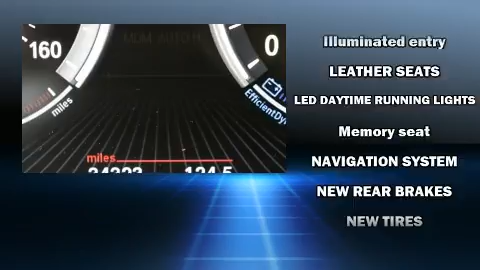 160
0
miles
EfficientDy
miles
124.5
Illuminated entry
LEATHER SEATS
LED DAYTIME RUNNING LIGHTS
Memory seat
NAVIGATION SYSTEM
NEW REAR BRAKES
NEW TIRES